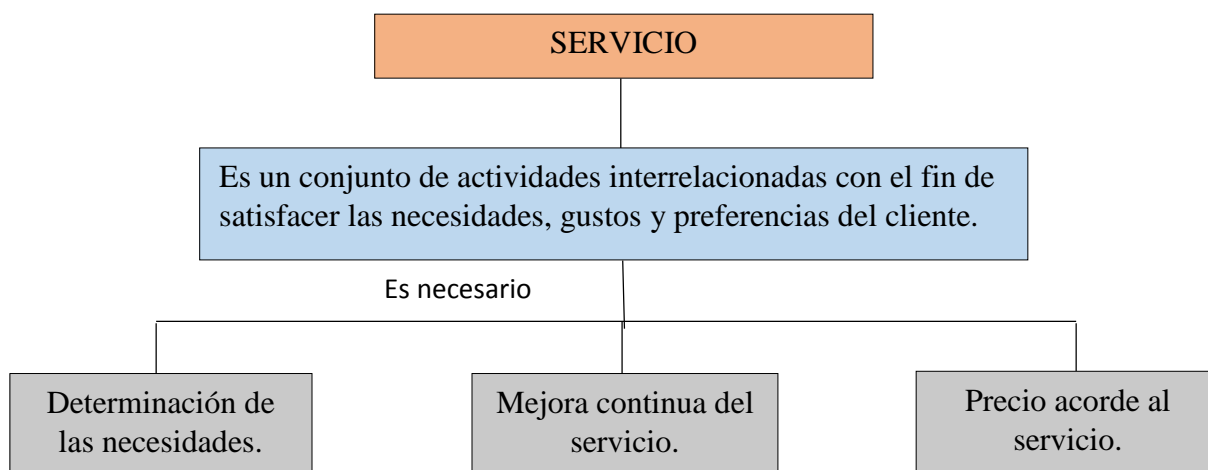 SERVICIO
Es un conjunto de actividades interrelacionadas con el fin de
satisfacer las necesidades, gustos y preferencias del cliente.
Es necesario
Determinación de
las necesidades.
Mejora continua del
servicio.
Precio acorde al
servicio.